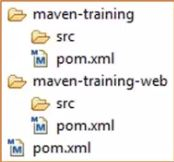 maven-training
src
pom.xml
maven-training-web
src
pom.xml
pom.xml